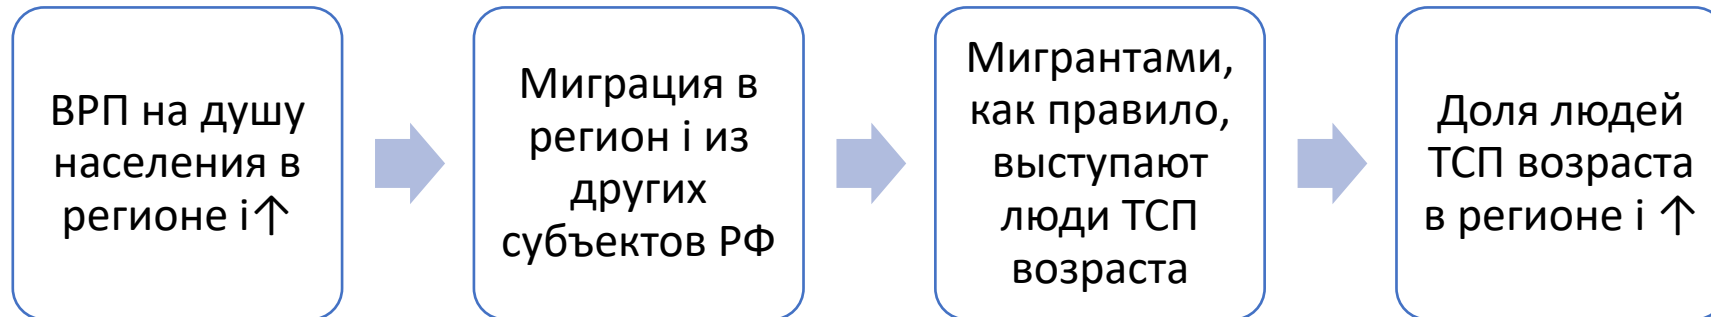 ВРП на душу
населения в
регионе i↑
Миграция в
регион i из
других
субъектов РФ
Мигрантами,
как правило,
выступают
люди ТСП
возраста
Доля людей
ТСП возраста
в регионе i ↑